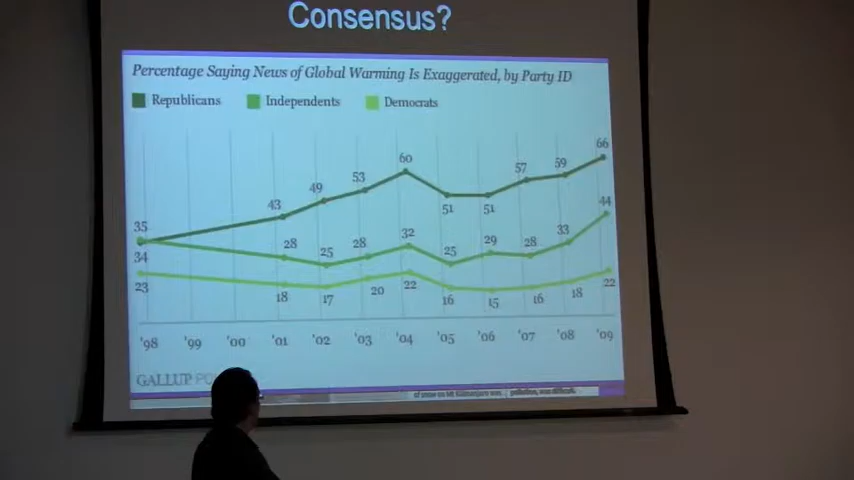 Consensus?
Percentage Saying News of Global Warming Is Exaggerated, by Party ID
Republicans Independents Democrats
66
60
57 59
53
49
51 51
43
44
35
34
28 25 28 32 25 29 28 33
23
18 17 20 22 16 15 16 18 22
'98 '99 '00 '01 '02 '03 '04 '05 '06 '07 '08 '09
GALLUP PO